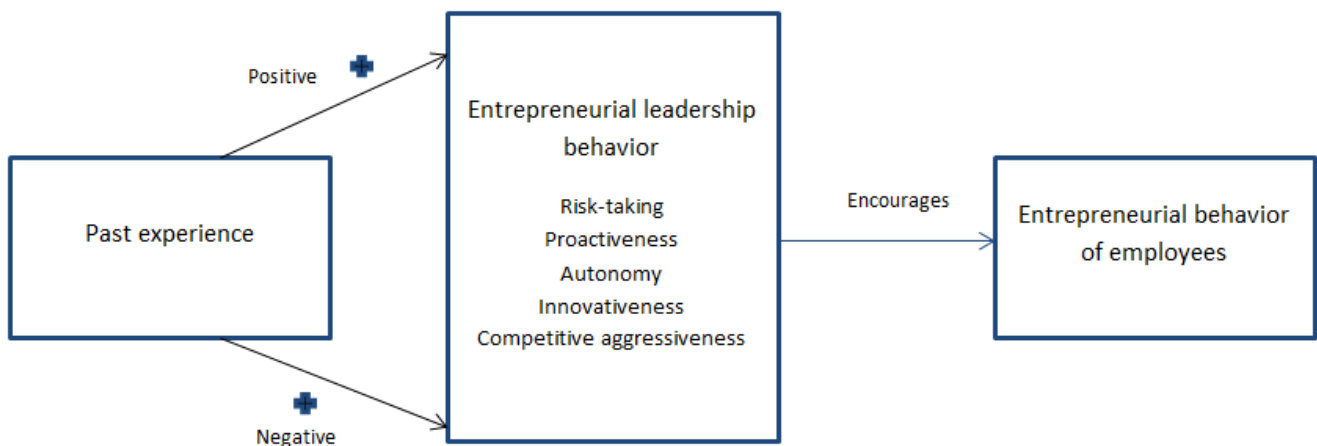 Positive
Past experience
Negative
Entrepreneurial leadership
behavior
Risk-taking
Proactiveness
Autonomy
Innovativeness
Competitive aggressiveness
Encourages
Entrepreneurial behavior
of employees